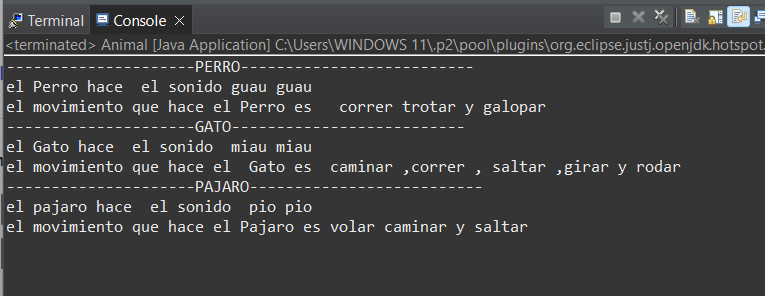 Terminal Console
<terminated> Animal [Java Application] C:\Users\WINDOWS 11\.p2\pool\plugins\org.eclipse.justj.openjdk.hotspot.
---------------------PERRO--------------------------
el Perro hace  el sonido guau guau
el movimiento que hace el Perro es   correr trotar y galopar
---------------------GATO--------------------------
el Gato hace  el sonido  miau miau
el movimiento que hace el  Gato es  caminar ,correr , saltar ,girar y rodar
---------------------PAJARO--------------------------
el pajaro hace  el sonido  pio pio
el movimiento que hace el Pajaro es volar caminar y saltar